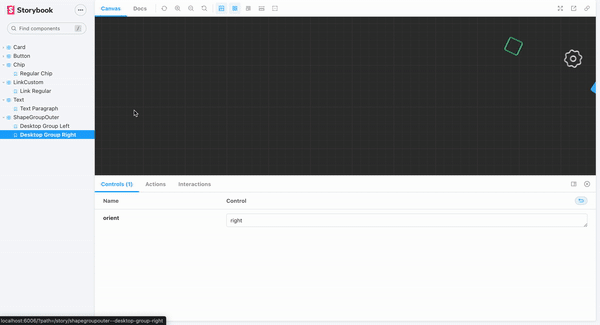 Storybook
Canvas
Docs
Find components
/
Card
Button
Chip
Regular Chip
LinkCustom
Link Regular
Text
Text Paragraph
ShapeGroupOuter
Desktop Group Left
Desktop Group Right
Controls (1)
Actions
Interactions
Name
Control
orient
right
localhost:6006/?path=/story/shapegroupouter--desktop-group-right